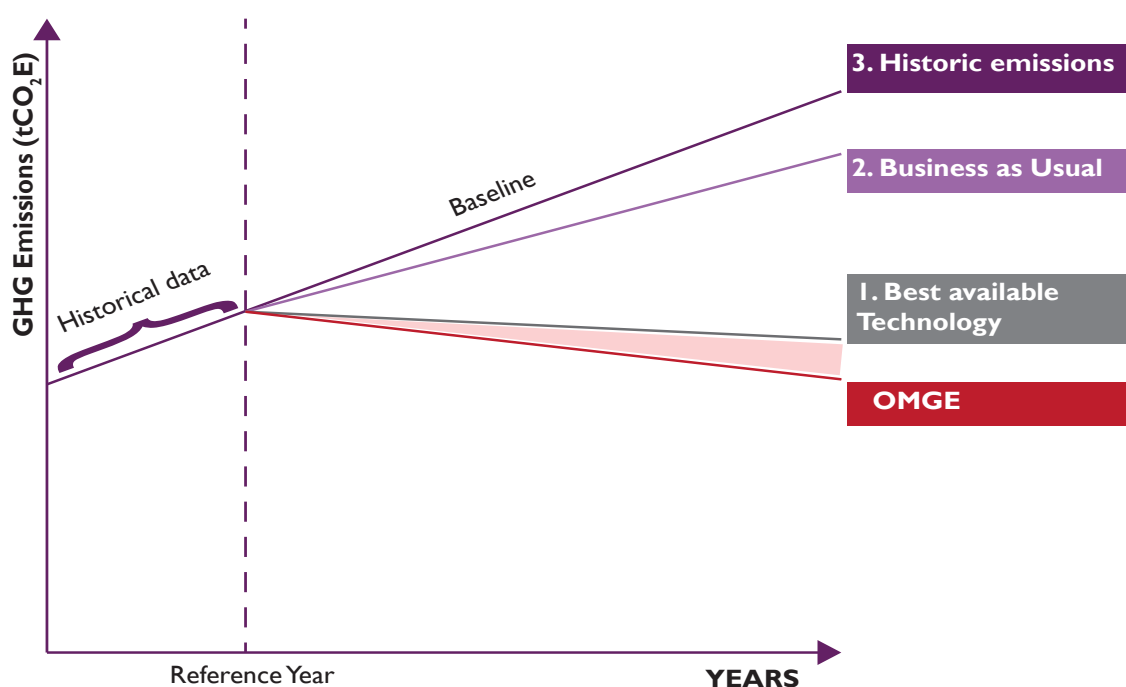 GHG Emissions (tCO₂E)
3. Historic emissions
2. Business as Usual
Baseline
Historical data
1. Best available
Technology
OMGE
Reference Year
YEARS